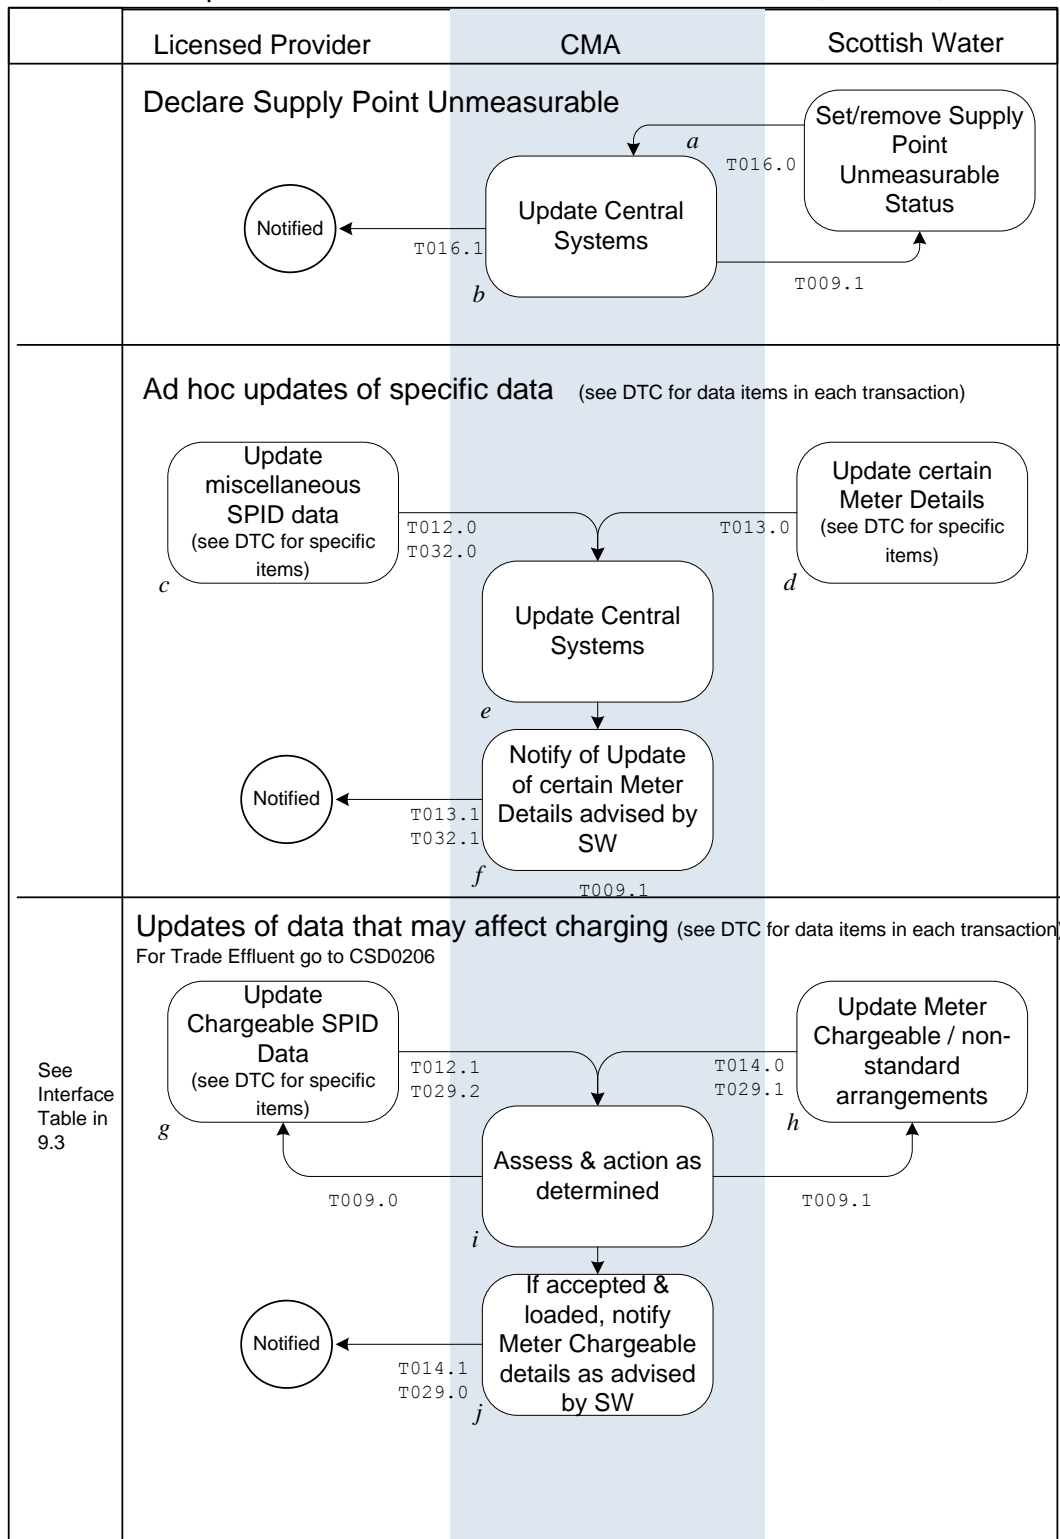 Licensed Provider
CMA
Scottish Water
Declare Supply Point Unmeasurable
Set/remove Supply
Point
Unmeasurable
Status
a
T016.0
Update Central
Systems
Notified
T016.1
T009.1
b
Ad hoc updates of specific data (see DTC for data items in each transaction)
Update
miscellaneous
SPID data
(see DTC for specific
items)
c
T012.0
T032.0
T013.0
Update certain
Meter Details
(see DTC for specific
items)
d
Update Central
Systems
e
Notify of Update
of certain Meter
Details advised by
SW
Notified
T013.1
T032.1
f
T009.1
Updates of data that may affect charging (see DTC for data items in each transaction)
For Trade Effluent go to CSD0206
See
Interface
Table in
9.3
Update
Chargeable SPID
Data
(see DTC for specific
items)
g
T012.1
T029.2
T014.0
T029.1
Update Meter
Chargeable / non-
standard
arrangements
h
Assess & action as
determined
T009.0
T009.1
i
If accepted &
loaded, notify
Meter Chargeable
details as advised
by SW
Notified
T014.1
T029.0
j